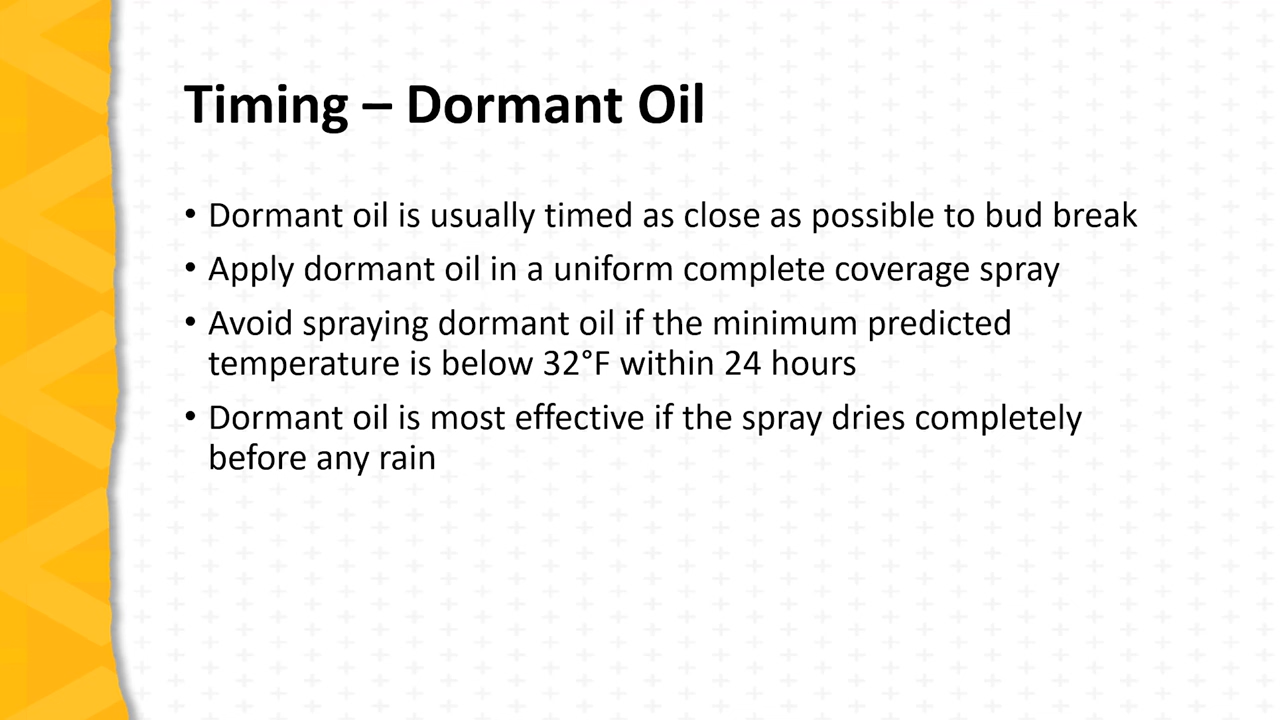 Timing – Dormant Oil
• Dormant oil is usually timed as close as possible to bud break
• Apply dormant oil in a uniform complete coverage spray
• Avoid spraying dormant oil if the minimum predicted
temperature is below 32°F within 24 hours
• Dormant oil is most effective if the spray dries completely
before any rain